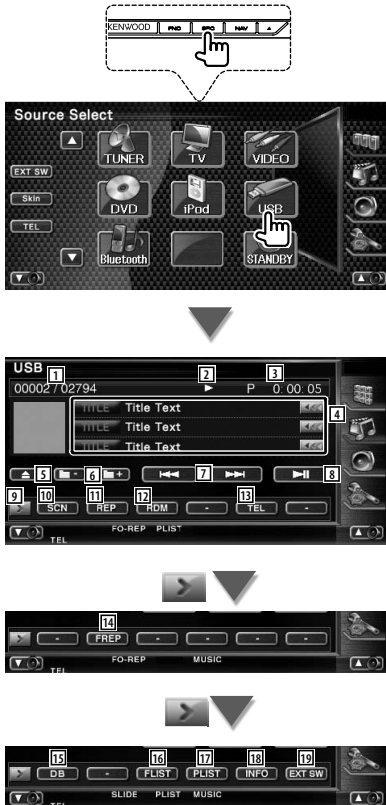 KENWOOD FNC SRC NAV
Source Select
TUNER TV VIDEO
EXT SW
Skin
DVD iPod USB
TEL
Bluetooth STANDBY
USB
1 2 3
00002 / 02794 P 0: 00: 05
TITLE Title Text
4
TITLE Title Text
TITLE Title Text
5 6 7 8
- +
9 10 11 12 13
SCN REP RDM - TEL -
FO-REP PLIST
TEL
14
- FREP - - - -
FO-REP MUSIC
TEL
15 16 17 18 19
DB - FLIST PLIST INFO EXT SW
SLIDE PLIST MUSIC
TEL